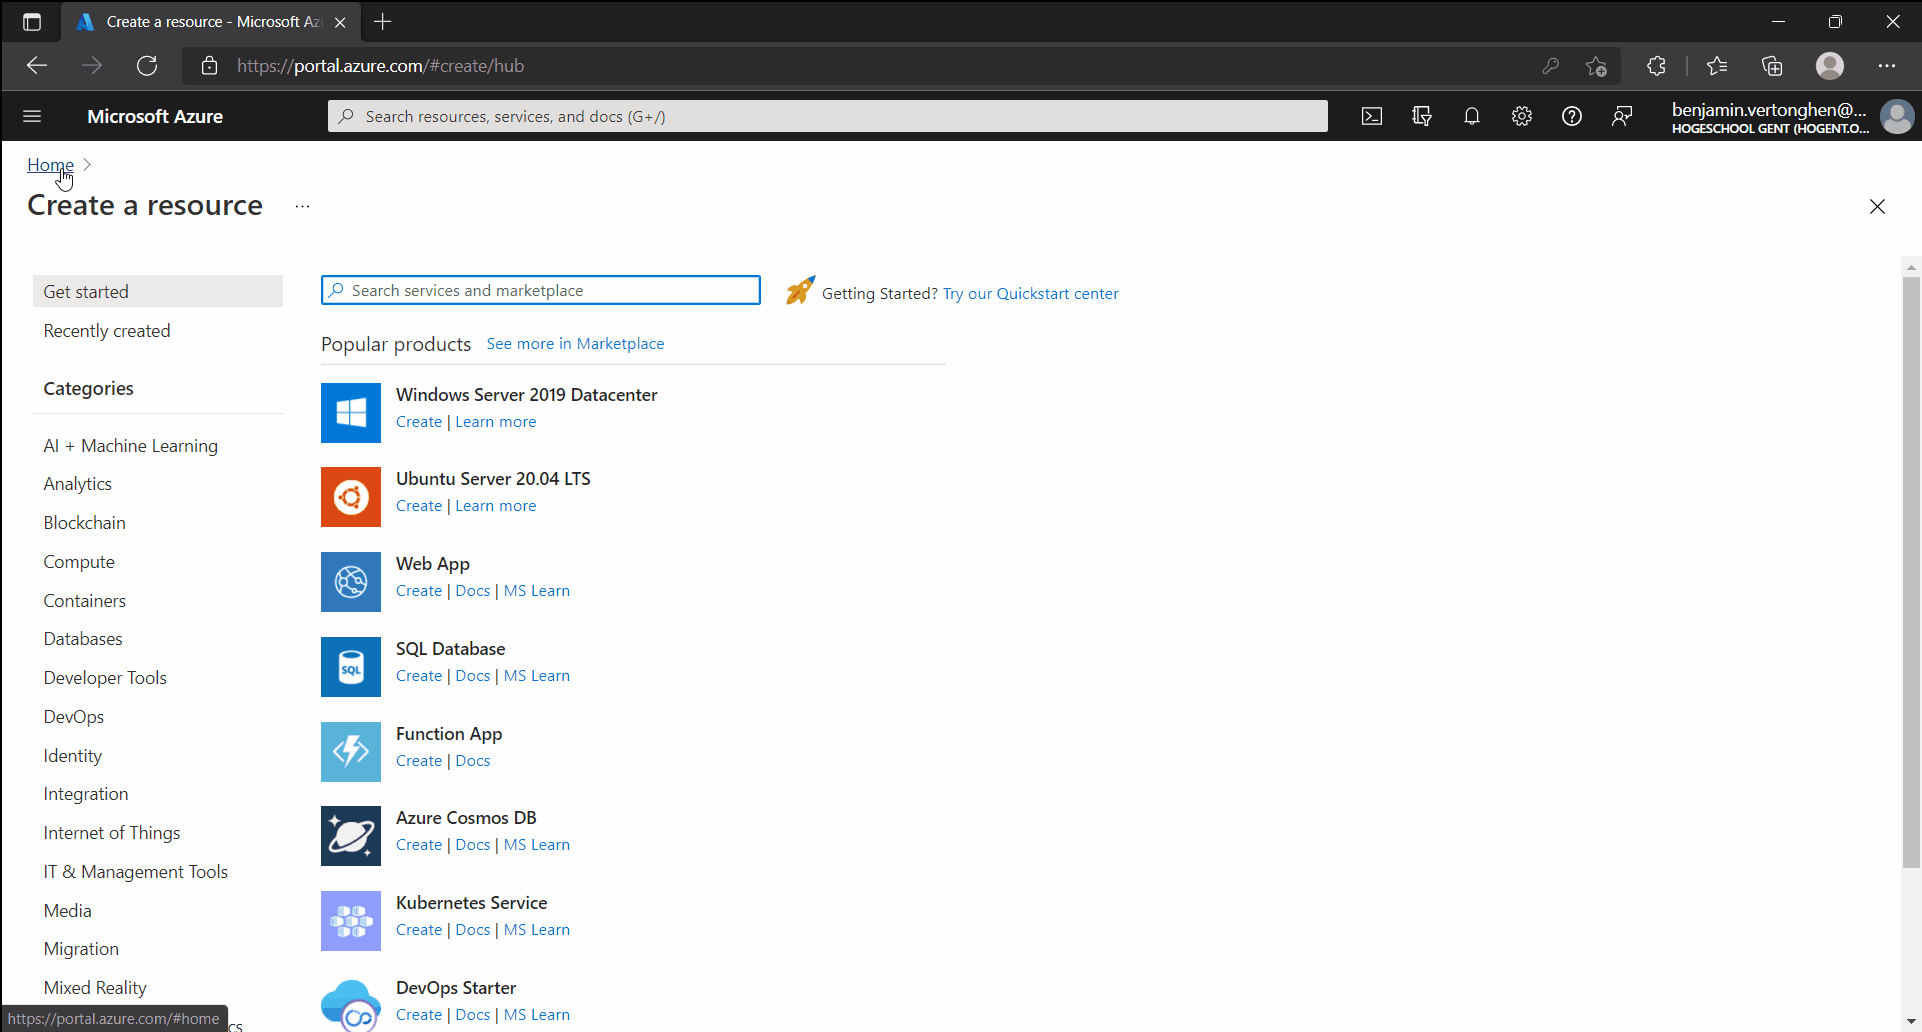 Create a resource - Microsoft Az
https://portal.azure.com/#create/hub
Microsoft Azure
Search resources, services, and docs (G+/)
benjamin.vertonghen@...
HOGESCHOOL GENT (HOGENT.O...
Home
Create a resource
...
Get started
Recently created
Categories
AI + Machine Learning
Analytics
Blockchain
Compute
Containers
Databases
Developer Tools
DevOps
Identity
Integration
Internet of Things
IT & Management Tools
Media
Migration
Mixed Reality
cs
https://portal.azure.com/#home
Search services and marketplace
Getting Started? Try our Quickstart center
Popular products See more in Marketplace
Windows Server 2019 Datacenter
Create | Learn more
Ubuntu Server 20.04 LTS
Create | Learn more
Web App
Create | Docs | MS Learn
SQL Database
Create | Docs | MS Learn
SQL
Function App
Create | Docs
Azure Cosmos DB
Create | Docs | MS Learn
Kubernetes Service
Create | Docs | MS Learn
DevOps Starter
Create | Docs | MS Learn